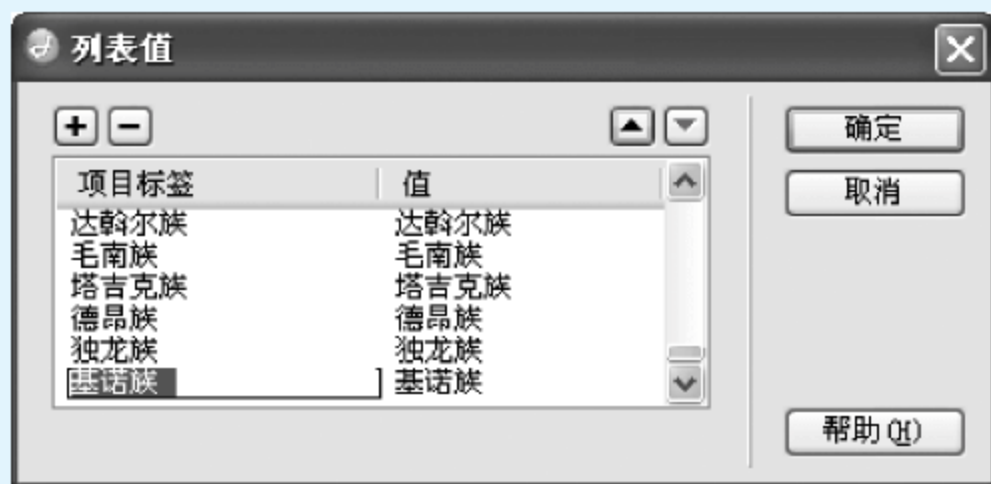 列表值
确定
取消
项目标签 值
达斡尔族 达斡尔族
毛南族 毛南族
塔吉克族 塔吉克族
德昂族 德昂族
独龙族 独龙族
基诺族 基诺族
帮助(H)